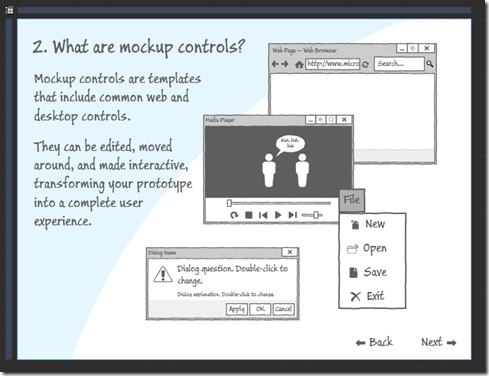 2. What are mockup controls?
Mockup controls are templates
that include common web and
desktop controls.
They can be edited, moved
around, and made interactive,
transforming your prototype
into a complete user
experience.
Web Page – Web Browser
http://www.micro
Search...
Media Player
Blah, blah,
blah
File
New
Open
Save
Exit
Dialog Name
Dialog question. Double-click to
change.
Dialog explanation. Double-click to change.
Apply OK Cancel
Back Next